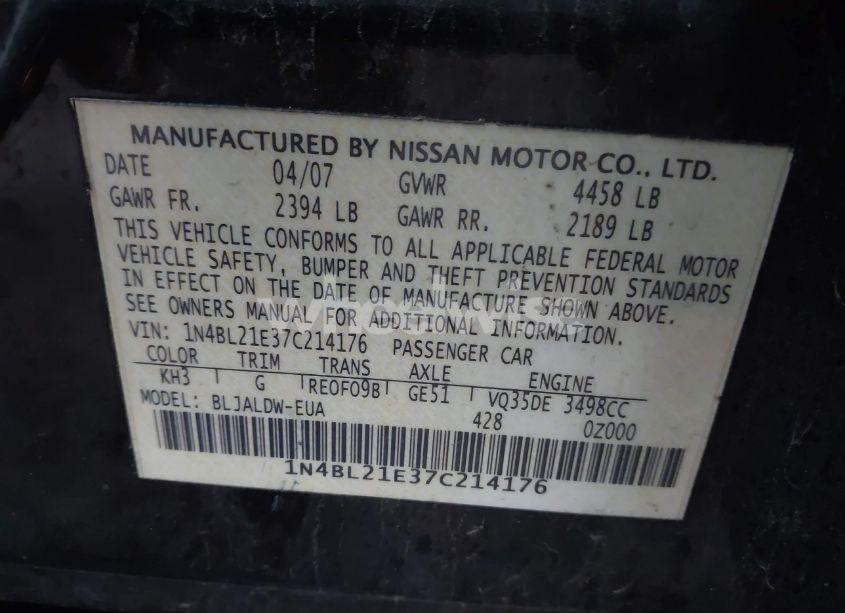 MANUFACTURED BY NISSAN MOTOR CO., LTD.
DATE 04/07 GVWR 4458 LB
GAWR FR. 2394 LB GAWR RR. 2189 LB
THIS VEHICLE CONFORMS TO ALL APPLICABLE FEDERAL MOTOR
VEHICLE SAFETY, BUMPER AND THEFT PREVENTION STANDARDS
IN EFFECT ON THE DATE OF MANUFACTURE SHOWN ABOVE.
SEE OWNERS MANUAL FOR ADDITIONAL INFORMATION.
VIN: 1N4BL21E37C214176 PASSENGER CAR
COLOR TRIM TRANS AXLE ENGINE
KH3 G RE0F09B GE51 VQ35DE 3498CC
MODEL: BLJALDW-EUA 428 0Z000
1N4BL21E37C214176